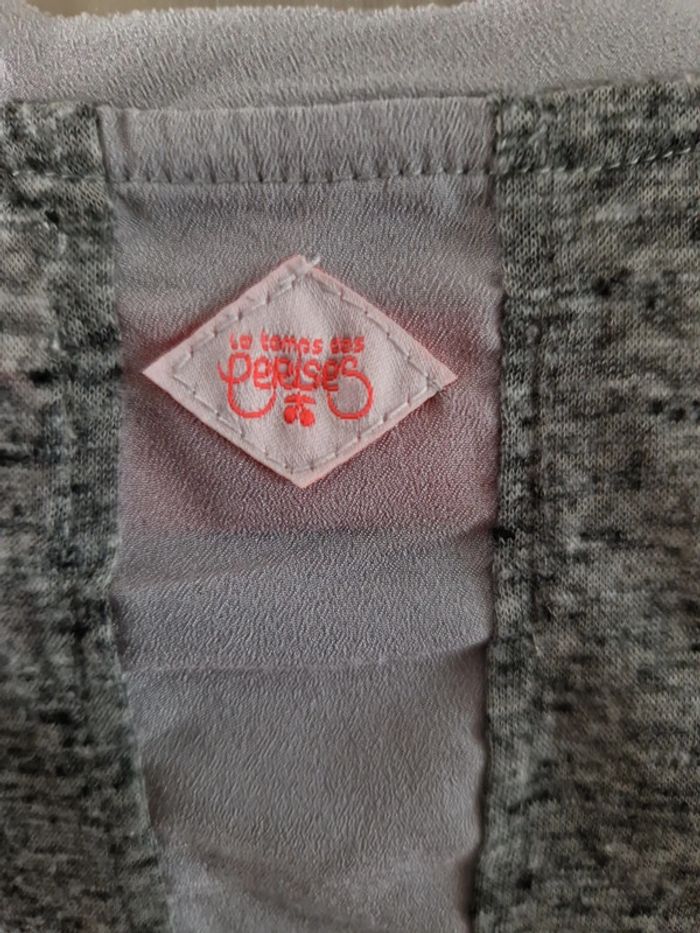 Le temps des
cerises